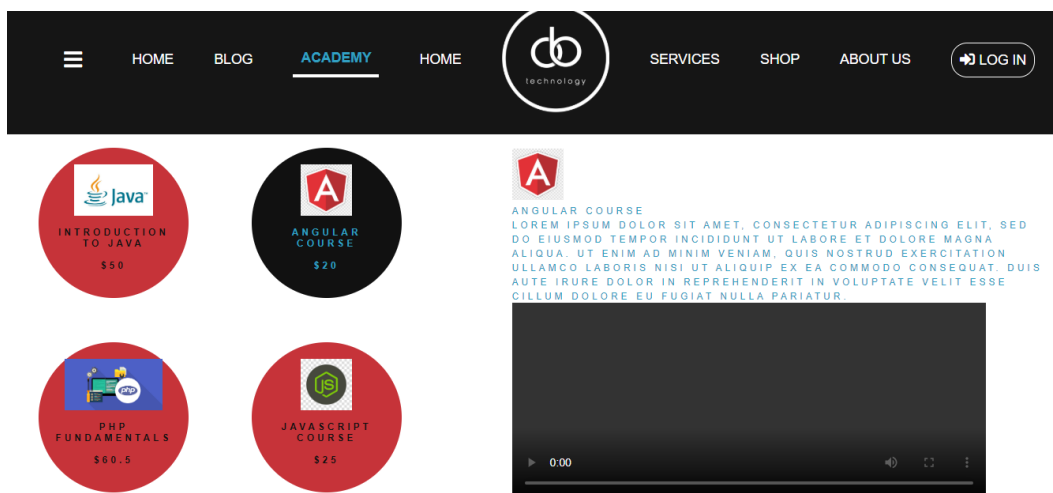 HOME BLOG ACADEMY HOME
cb
technology
SERVICES SHOP ABOUT US LOG IN
Java™
INTRODUCTION
TO JAVA
$50
A
ANGULAR
COURSE
$20
php
PHP
FUNDAMENTALS
$60.5
JS
JAVASCRIPT
COURSE
$25
A
ANGULAR COURSE
LOREM IPSUM DOLOR SIT AMET, CONSECTETUR ADIPISCING ELIT, SED
DO EIUSMOD TEMPOR INCIDIDUNT UT LABORE ET DOLORE MAGNA
ALIQUA. UT ENIM AD MINIM VENIAM, QUIS NOSTRUD EXERCITATION
ULLAMCO LABORIS NISI UT ALIQUIP EX EA COMMODO CONSEQUAT. DUIS
AUTE IRURE DOLOR IN REPREHENDERIT IN VOLUPTATE VELIT ESSE
CILLUM DOLORE EU FUGIAT NULLA PARIATUR.
0:00